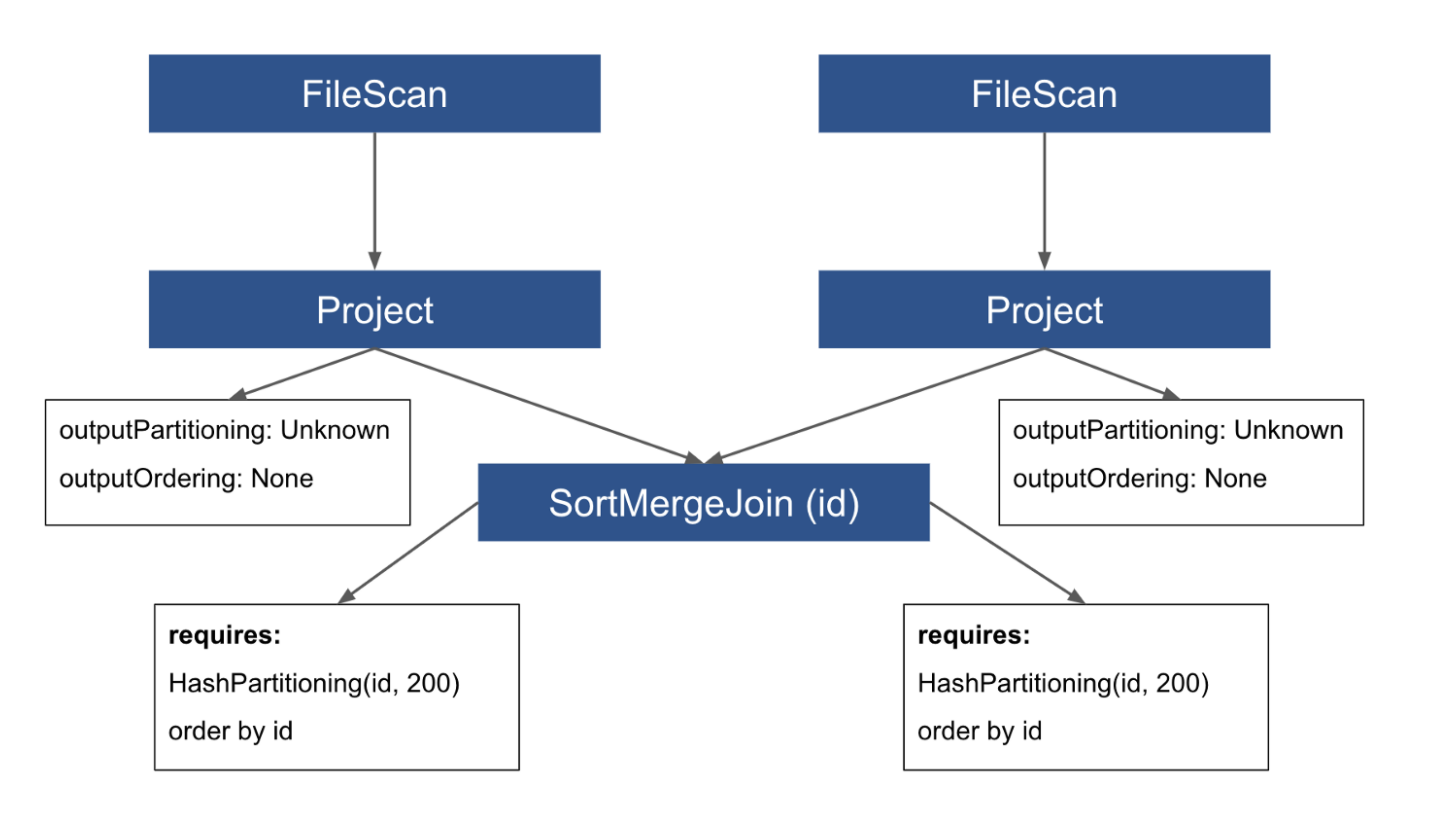 FileScan
FileScan
Project
Project
outputPartitioning: Unknown
outputOrdering: None
outputPartitioning: Unknown
outputOrdering: None
SortMergeJoin (id)
requires:
HashPartitioning(id, 200)
order by id
requires:
HashPartitioning(id, 200)
order by id